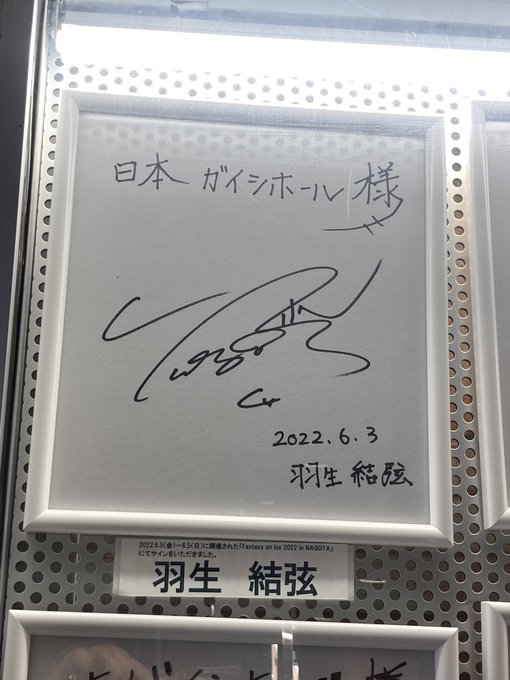 日本 ガイシホール 様
2022.6.3
羽生 結弦
2022.6.3(金)~6.5(日)に開催された『Fantasy on Ice 2022 in NAGOYA』
にてサインをいただきました。
羽生 結弦